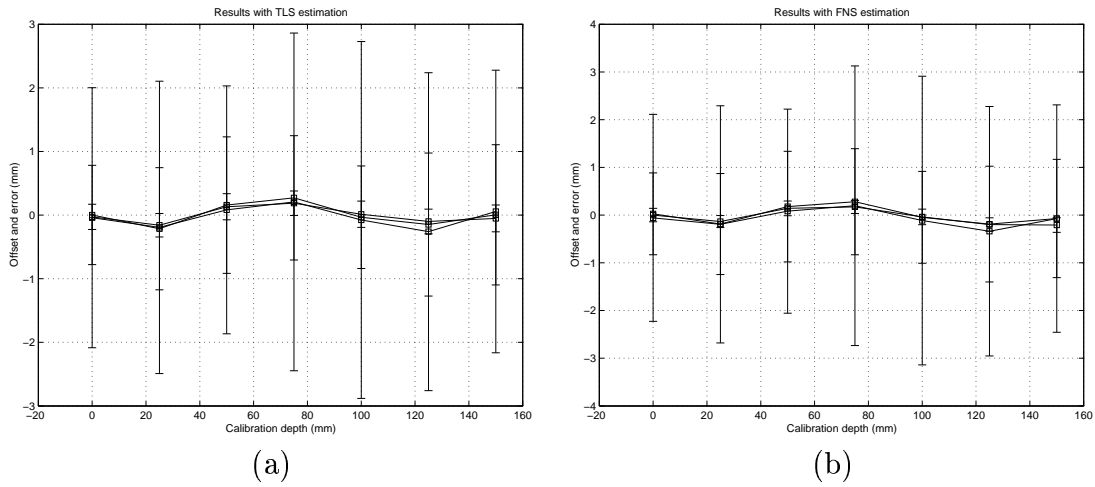 Results with TLS estimation
3
2
1
0
−1
−2
−3
Offset and error (mm)
−20 0 20 40 60 80 100 120 140 160
Calibration depth (mm)
(a)
Results with FNS estimation
4
3
2
1
0
−1
−2
−3
−4
Offset and error (mm)
−20 0 20 40 60 80 100 120 140 160
Calibration depth (mm)
(b)